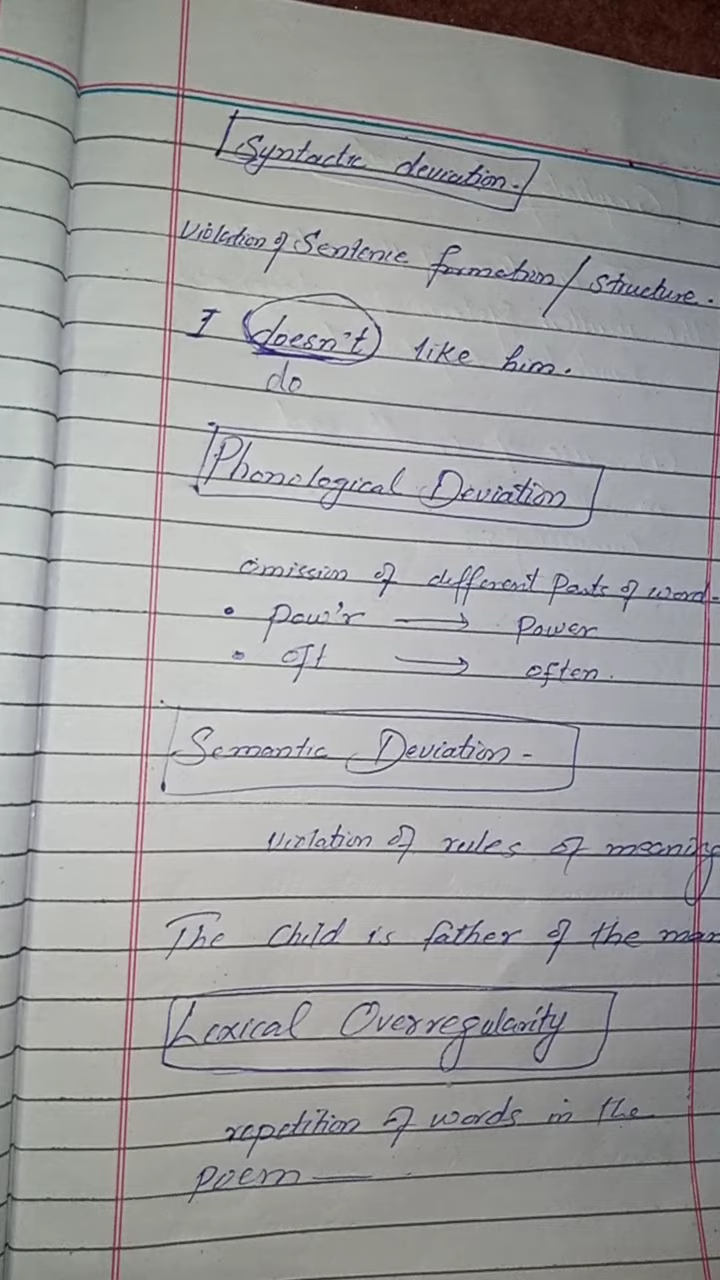 Syntactic deviation.
Violation of Sentence formation/structure.
I doesn't like him.
do
Phonological Deviation
omission of different Parts of word-
• Pow'r → Power
• oft → often.
Semantic Deviation-
Violation of rules of meaning
The Child is father of the man
Lexical Overregularity
repetition of words in the
Poem —